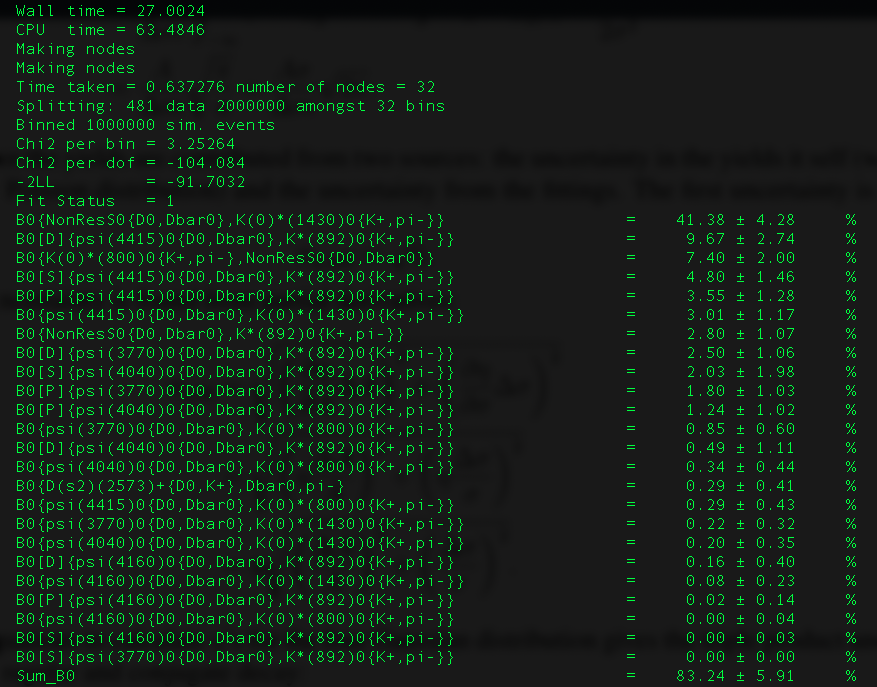 Wall time = 27.0024
CPU  time = 63.4846
Making nodes
Making nodes
Time taken = 0.637276 number of nodes = 32
Splitting: 481 data 2000000 amongst 32 bins
Binned 1000000 sim. events
Chi2 per bin = 3.25264
Chi2 per dof = -104.084
-2LL         = -91.7032
Fit Status   = 1
B0{NonResS0{D0,Dbar0},K(0)*(1430)0{K+,pi-}} = 41.38 ± 4.28 %
B0[D]{psi(4415)0{D0,Dbar0},K*(892)0{K+,pi-}} = 9.67 ± 2.74 %
B0{K(0)*(800)0{K+,pi-},NonResS0{D0,Dbar0}} = 7.40 ± 2.00 %
B0[S]{psi(4415)0{D0,Dbar0},K*(892)0{K+,pi-}} = 4.80 ± 1.46 %
B0[P]{psi(4415)0{D0,Dbar0},K*(892)0{K+,pi-}} = 3.55 ± 1.28 %
B0{psi(4415)0{D0,Dbar0},K(0)*(1430)0{K+,pi-}} = 3.01 ± 1.17 %
B0{NonResS0{D0,Dbar0},K*(892)0{K+,pi-}} = 2.80 ± 1.07 %
B0[D]{psi(3770)0{D0,Dbar0},K*(892)0{K+,pi-}} = 2.50 ± 1.06 %
B0[S]{psi(4040)0{D0,Dbar0},K*(892)0{K+,pi-}} = 2.03 ± 1.98 %
B0[P]{psi(3770)0{D0,Dbar0},K*(892)0{K+,pi-}} = 1.80 ± 1.03 %
B0[P]{psi(4040)0{D0,Dbar0},K*(892)0{K+,pi-}} = 1.24 ± 1.02 %
B0{psi(3770)0{D0,Dbar0},K(0)*(800)0{K+,pi-}} = 0.85 ± 0.60 %
B0[D]{psi(4040)0{D0,Dbar0},K*(892)0{K+,pi-}} = 0.49 ± 1.11 %
B0{psi(4040)0{D0,Dbar0},K(0)*(800)0{K+,pi-}} = 0.34 ± 0.44 %
B0{D(s2)(2573)+{D0,K+},Dbar0,pi-} = 0.29 ± 0.41 %
B0{psi(4415)0{D0,Dbar0},K(0)*(800)0{K+,pi-}} = 0.29 ± 0.43 %
B0{psi(3770)0{D0,Dbar0},K(0)*(1430)0{K+,pi-}} = 0.22 ± 0.32 %
B0{psi(4040)0{D0,Dbar0},K(0)*(1430)0{K+,pi-}} = 0.20 ± 0.35 %
B0[D]{psi(4160)0{D0,Dbar0},K*(892)0{K+,pi-}} = 0.16 ± 0.40 %
B0{psi(4160)0{D0,Dbar0},K(0)*(1430)0{K+,pi-}} = 0.08 ± 0.23 %
B0[P]{psi(4160)0{D0,Dbar0},K*(892)0{K+,pi-}} = 0.02 ± 0.14 %
B0{psi(4160)0{D0,Dbar0},K(0)*(800)0{K+,pi-}} = 0.00 ± 0.04 %
B0[S]{psi(4160)0{D0,Dbar0},K*(892)0{K+,pi-}} = 0.00 ± 0.03 %
B0[S]{psi(3770)0{D0,Dbar0},K*(892)0{K+,pi-}} = 0.00 ± 0.00 %
Sum_B0 = 83.24 ± 5.91 %